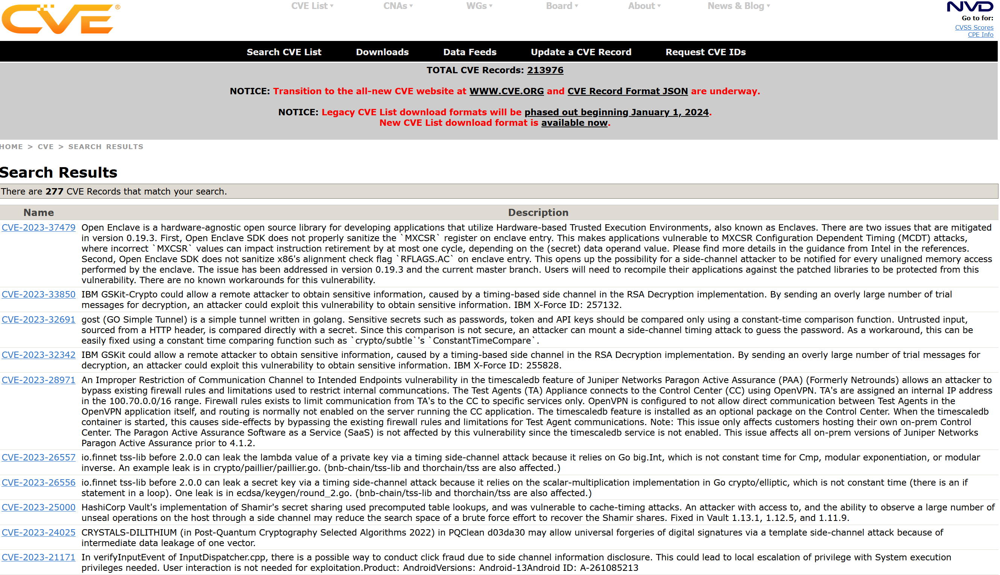 CVE®
CVE List▼ CNAs▼ WGs▼ Board▼ About▼ News & Blog▼
NVD
Go to for:
CVSS Scores
CPE Info
Search CVE List Downloads Data Feeds Update a CVE Record Request CVE IDs
TOTAL CVE Records: 213976
NOTICE: Transition to the all-new CVE website at WWW.CVE.ORG and CVE Record Format JSON are underway.
NOTICE: Legacy CVE List download formats will be phased out beginning January 1, 2024.
New CVE List download format is available now.
HOME > CVE > SEARCH RESULTS
Search Results
There are 277 CVE Records that match your search.
Name Description
CVE-2023-37479 Open Enclave is a hardware-agnostic open source library for developing applications that utilize Hardware-based Trusted Execution Environments, also known as Enclaves. There are two issues that are mitigated
in version 0.19.3. First, Open Enclave SDK does not properly sanitize the `MXCSR` register on enclave entry. This makes applications vulnerable to MXCSR Configuration Dependent Timing (MCDT) attacks,
where incorrect `MXCSR` values can impact instruction retirement by at most one cycle, depending on the (secret) data operand value. Please find more details in the guidance from Intel in the references.
Second, Open Enclave SDK does not sanitize x86's alignment check flag `RFLAGS.AC` on enclave entry. This opens up the possibility for a side-channel attacker to be notified for every unaligned memory access
performed by the enclave. The issue has been addressed in version 0.19.3 and the current master branch. Users will need to recompile their applications against the patched libraries to be protected from this
vulnerability. There are no known workarounds for this vulnerability.
CVE-2023-33850 IBM GSKit-Crypto could allow a remote attacker to obtain sensitive information, caused by a timing-based side channel in the RSA Decryption implementation. By sending an overly large number of trial
messages for decryption, an attacker could exploit this vulnerability to obtain sensitive information. IBM X-Force ID: 257132.
CVE-2023-32691 gost (GO Simple Tunnel) is a simple tunnel written in golang. Sensitive secrets such as passwords, token and API keys should be compared only using a constant-time comparison function. Untrusted input,
sourced from a HTTP header, is compared directly with a secret. Since this comparison is not secure, an attacker can mount a side-channel timing attack to guess the password. As a workaround, this can be
easily fixed using a constant time comparing function such as `crypto/subtle`'s `ConstantTimeCompare`.
CVE-2023-32342 IBM GSKit could allow a remote attacker to obtain sensitive information, caused by a timing-based side channel in the RSA Decryption implementation. By sending an overly large number of trial messages for
decryption, an attacker could exploit this vulnerability to obtain sensitive information. IBM X-Force ID: 255828.
CVE-2023-28971 An Improper Restriction of Communication Channel to Intended Endpoints vulnerability in the timescaledb feature of Juniper Networks Paragon Active Assurance (PAA) (Formerly Netrounds) allows an attacker to
bypass existing firewall rules and limitations used to restrict internal communcations. The Test Agents (TA) Appliance connects to the Control Center (CC) using OpenVPN. TA's are assigned an internal IP address
in the 100.70.0.0/16 range. Firewall rules exists to limit communication from TA's to the CC to specific services only. OpenVPN is configured to not allow direct communication between Test Agents in the
OpenVPN application itself, and routing is normally not enabled on the server running the CC application. The timescaledb feature is installed as an optional package on the Control Center. When the timescaledb
container is started, this causes side-effects by bypassing the existing firewall rules and limitations for Test Agent communications. Note: This issue only affects customers hosting their own on-prem Control
Center. The Paragon Active Assurance Software as a Service (SaaS) is not affected by this vulnerability since the timescaledb service is not enabled. This issue affects all on-prem versions of Juniper Networks
Paragon Active Assurance prior to 4.1.2.
CVE-2023-26557 io.finnet tss-lib before 2.0.0 can leak the lambda value of a private key via a timing side-channel attack because it relies on Go big.Int, which is not constant time for Cmp, modular exponentiation, or modular
inverse. An example leak is in crypto/paillier/paillier.go. (bnb-chain/tss-lib and thorchain/tss are also affected.)
CVE-2023-26556 io.finnet tss-lib before 2.0.0 can leak a secret key via a timing side-channel attack because it relies on the scalar-multiplication implementation in Go crypto/elliptic, which is not constant time (there is an if
statement in a loop). One leak is in ecdsa/keygen/round_2.go. (bnb-chain/tss-lib and thorchain/tss are also affected.)
CVE-2023-25000 HashiCorp Vault's implementation of Shamir's secret sharing used precomputed table lookups, and was vulnerable to cache-timing attacks. An attacker with access to, and the ability to observe a large number of
unseal operations on the host through a side channel may reduce the search space of a brute force effort to recover the Shamir shares. Fixed in Vault 1.13.1, 1.12.5, and 1.11.9.
CVE-2023-24025 CRYSTALS-DILITHIUM (in Post-Quantum Cryptography Selected Algorithms 2022) in PQClean d03da30 may allow universal forgeries of digital signatures via a template side-channel attack because of
intermediate data leakage of one vector.
CVE-2023-21171 In verifyInputEvent of InputDispatcher.cpp, there is a possible way to conduct click fraud due to side channel information disclosure. This could lead to local escalation of privilege with System execution
privileges needed. User interaction is not needed for exploitation.Product: AndroidVersions: Android-13Android ID: A-261085213